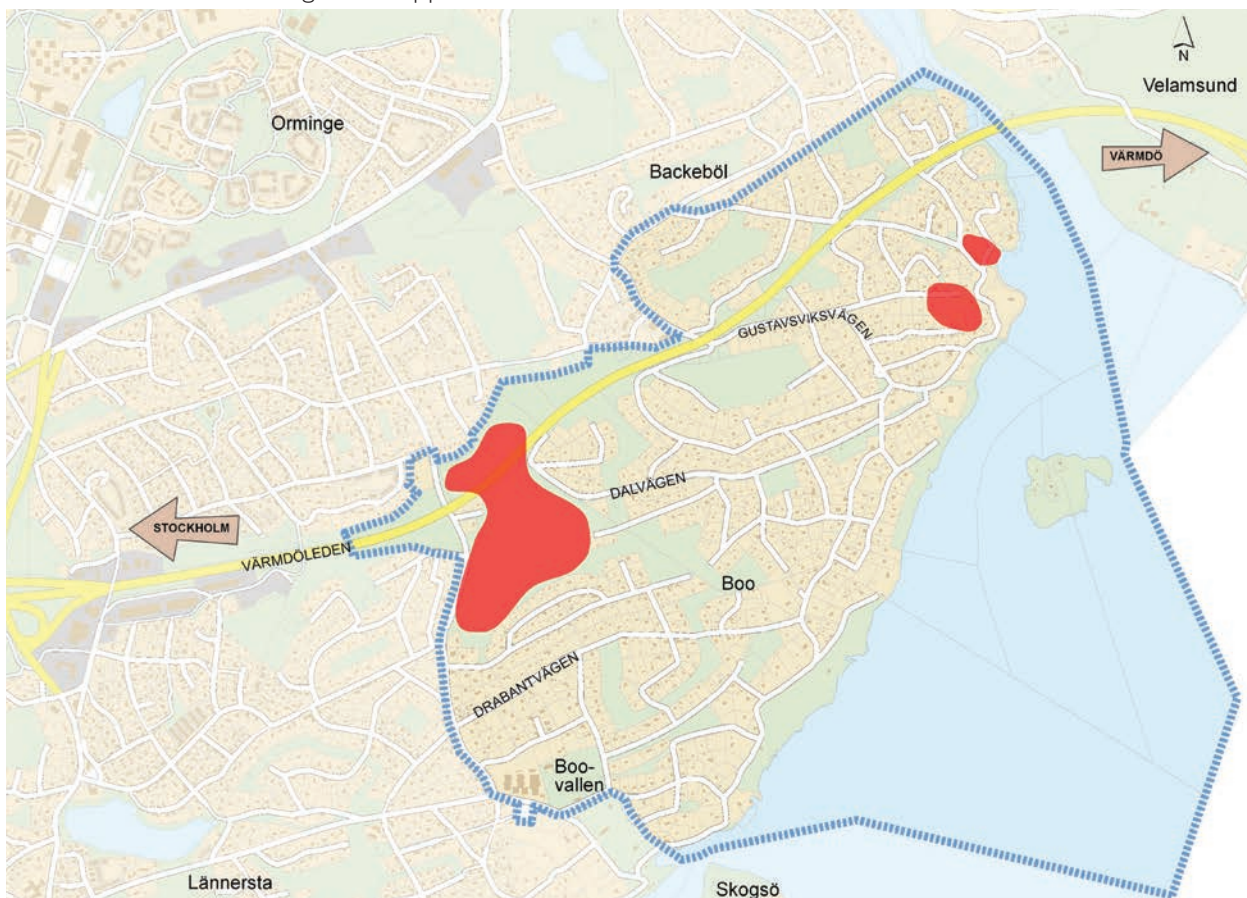 N
Velamsund
Orminge
VÄRMDÖ
Backeböl
GUSTAVSVIKSVÄGEN
DALVÄGEN
STOCKHOLM
VÄRMDÖLEDEN
Boo
DRABANTVÄGEN
Boo-
vallen
Lännersta
Skogsö